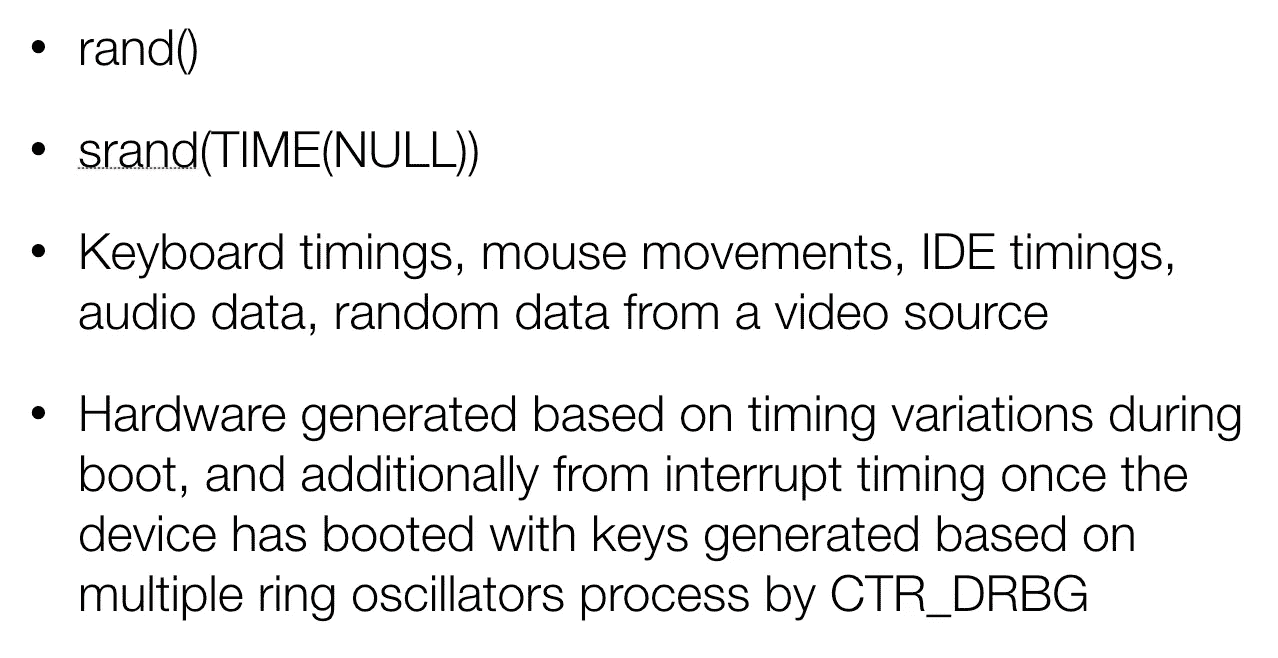 • rand()
• srand(TIME(NULL))
• Keyboard timings, mouse movements, IDE timings,
audio data, random data from a video source
• Hardware generated based on timing variations during
boot, and additionally from interrupt timing once the
device has booted with keys generated based on
multiple ring oscillators process by CTR_DRBG